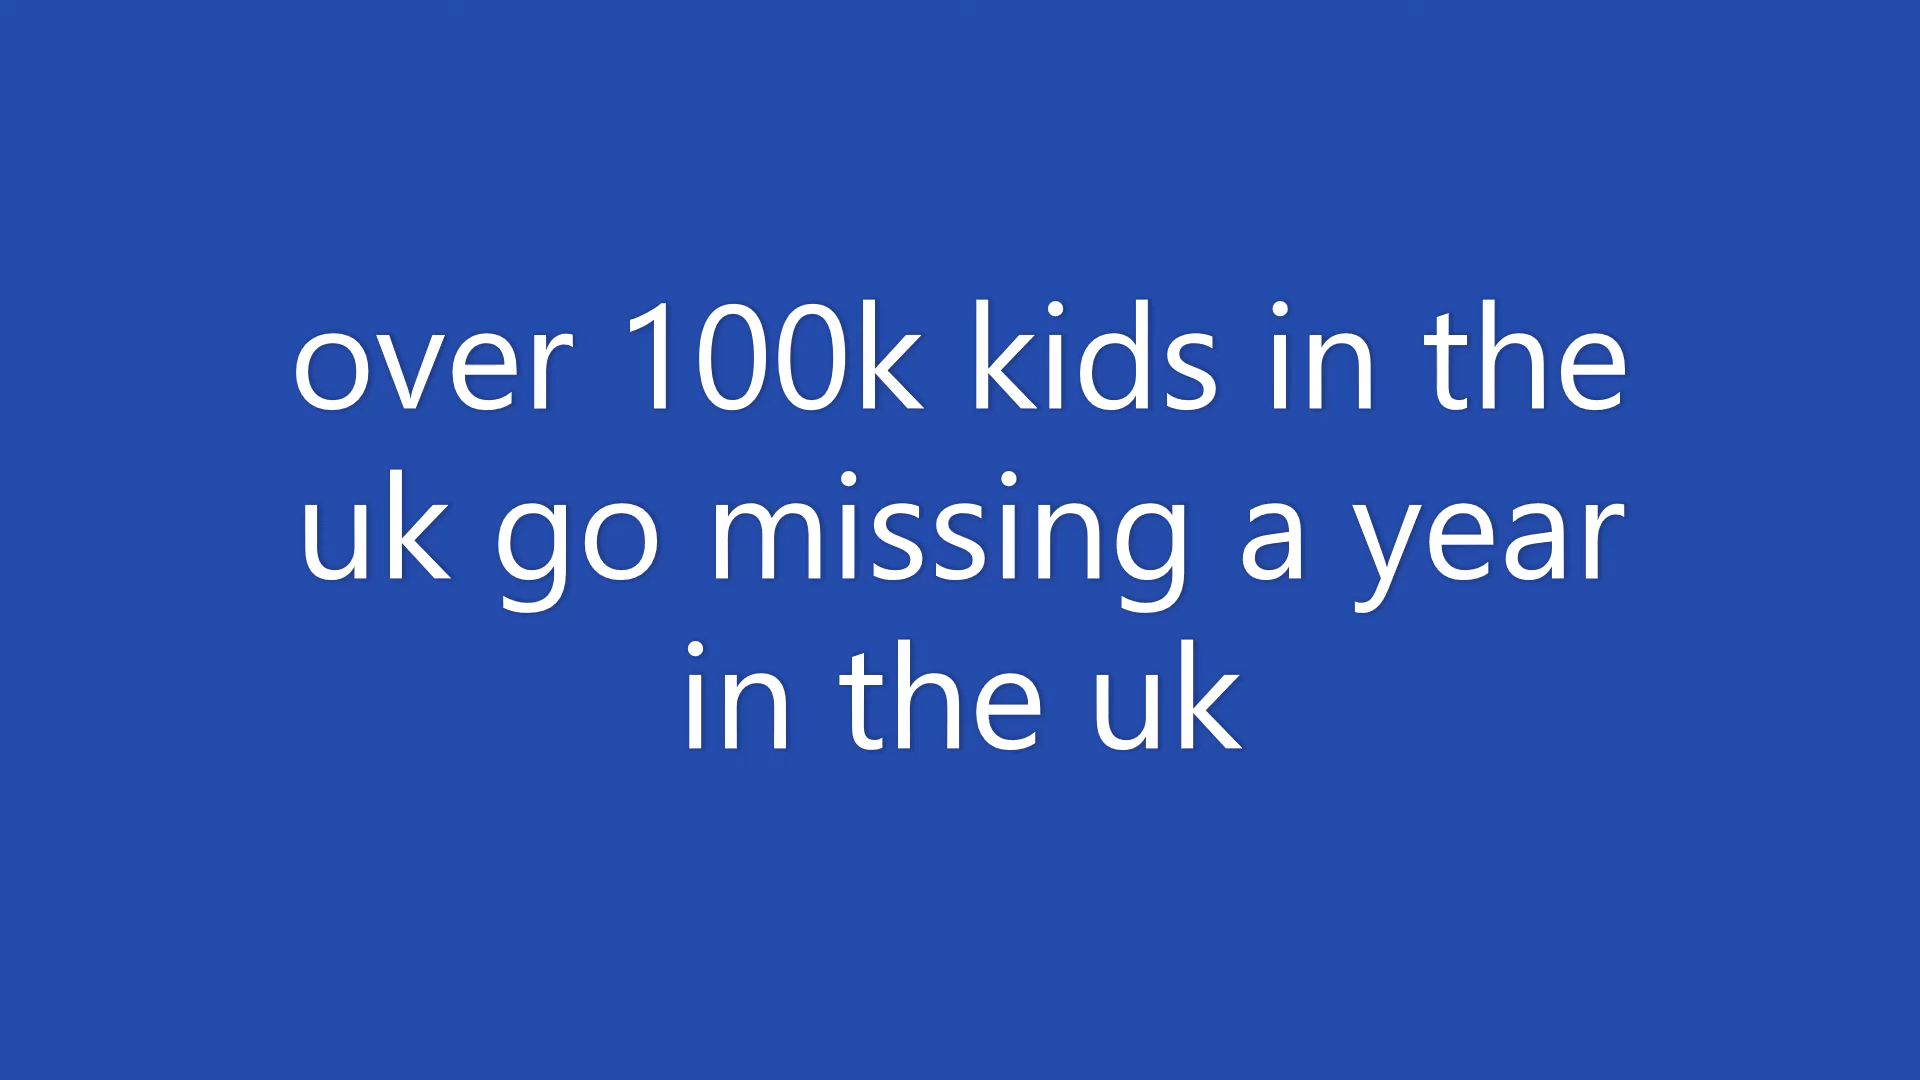 over 100k kids in the
uk go missing a year
in the uk